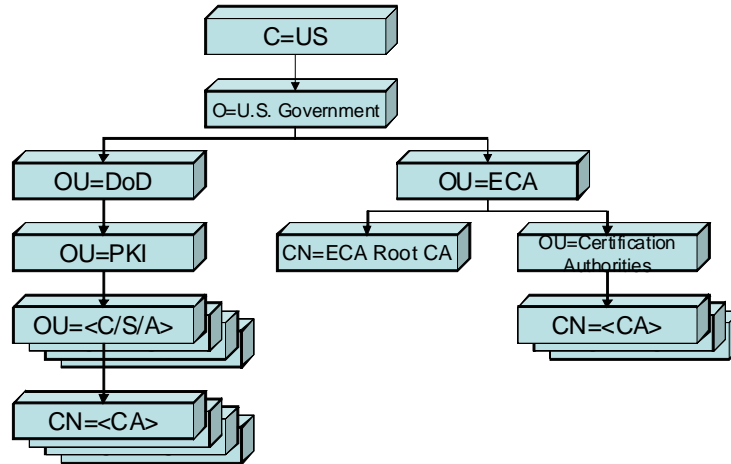 C=US
O=U.S. Government
OU=DoD
OU=ECA
OU=PKI
CN=ECA Root CA
OU=Certification
Authorities
OU=<C/S/A>
CN=<CA>
CN=<CA>